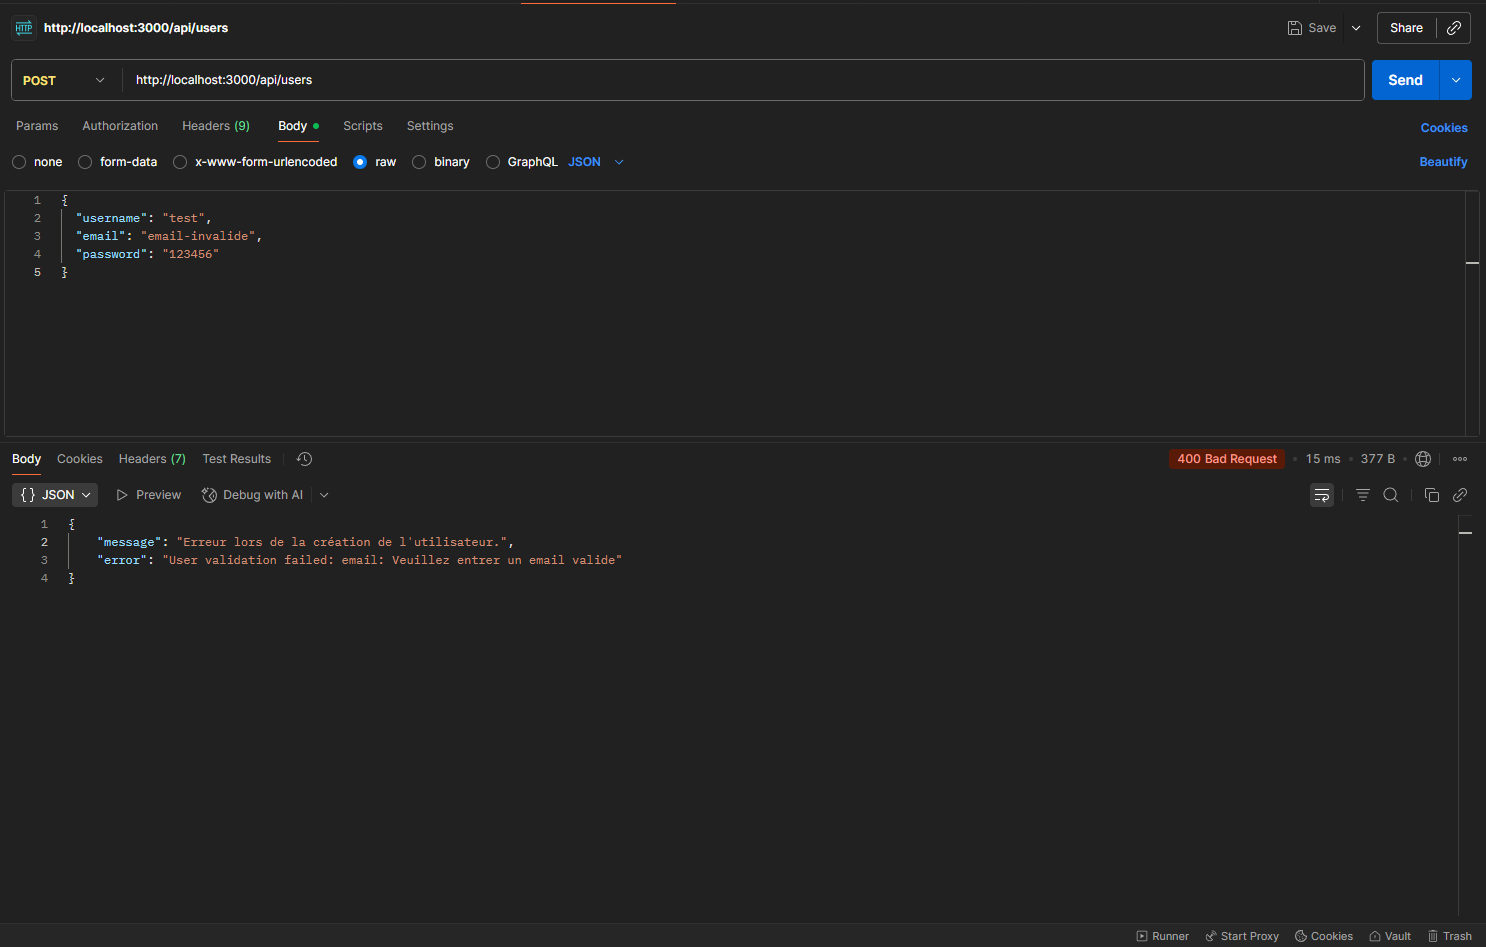 HTTP http://localhost:3000/api/users Save Share
POST http://localhost:3000/api/users Send
Params Authorization Headers (9) Body Scripts Settings Cookies
none form-data x-www-form-urlencoded raw binary GraphQL JSON Beautify
1 {
2 "username": "test",
3 "email": "email-invalide",
4 "password": "123456"
5 }
Body Cookies Headers (7) Test Results 400 Bad Request 15 ms 377 B
{} JSON Preview Debug with AI
1 {
2 "message": "Erreur lors de la création de l'utilisateur.",
3 "error": "User validation failed: email: Veuillez entrer un email valide"
4 }
Runner Start Proxy Cookies Vault Trash